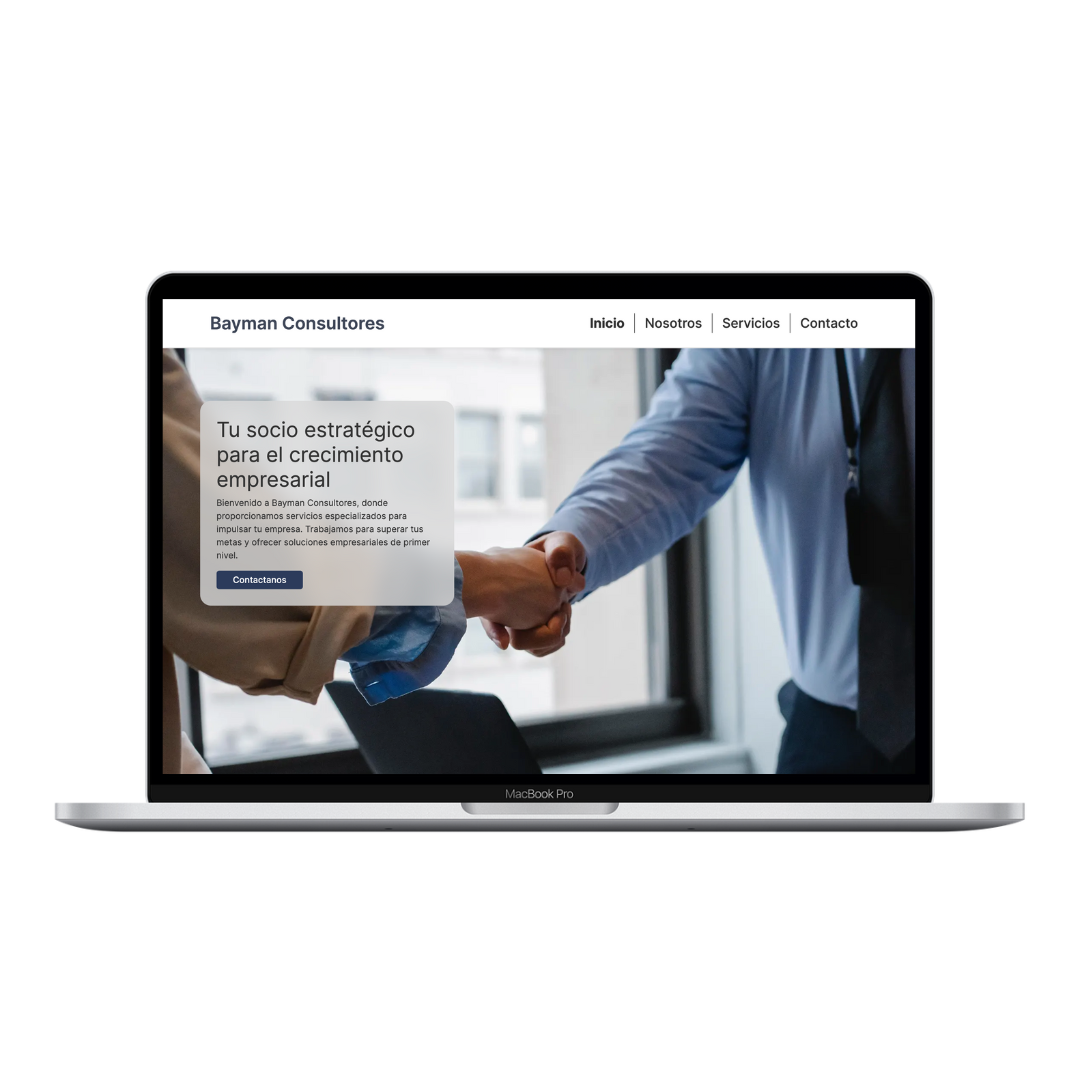 Bayman Consultores
Inicio Nosotros Servicios Contacto
Tu socio estratégico
para el crecimiento
empresarial
Bienvenido a Bayman Consultores, donde
proporcionamos servicios especializados para
impulsar tu empresa. Trabajamos para superar tus
metas y ofrecer soluciones empresariales de primer
nivel.
Contactanos
MacBook Pro